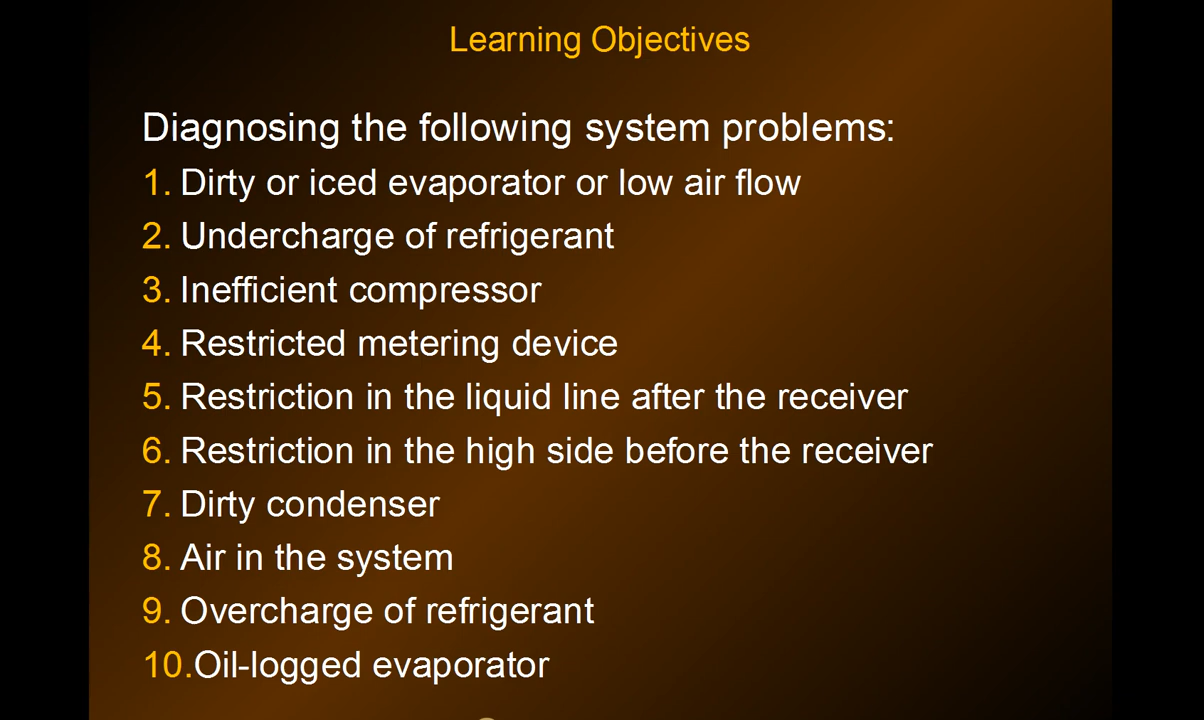 Learning Objectives
Diagnosing the following system problems:
1. Dirty or iced evaporator or low air flow
2. Undercharge of refrigerant
3. Inefficient compressor
4. Restricted metering device
5. Restriction in the liquid line after the receiver
6. Restriction in the high side before the receiver
7. Dirty condenser
8. Air in the system
9. Overcharge of refrigerant
10.Oil-logged evaporator